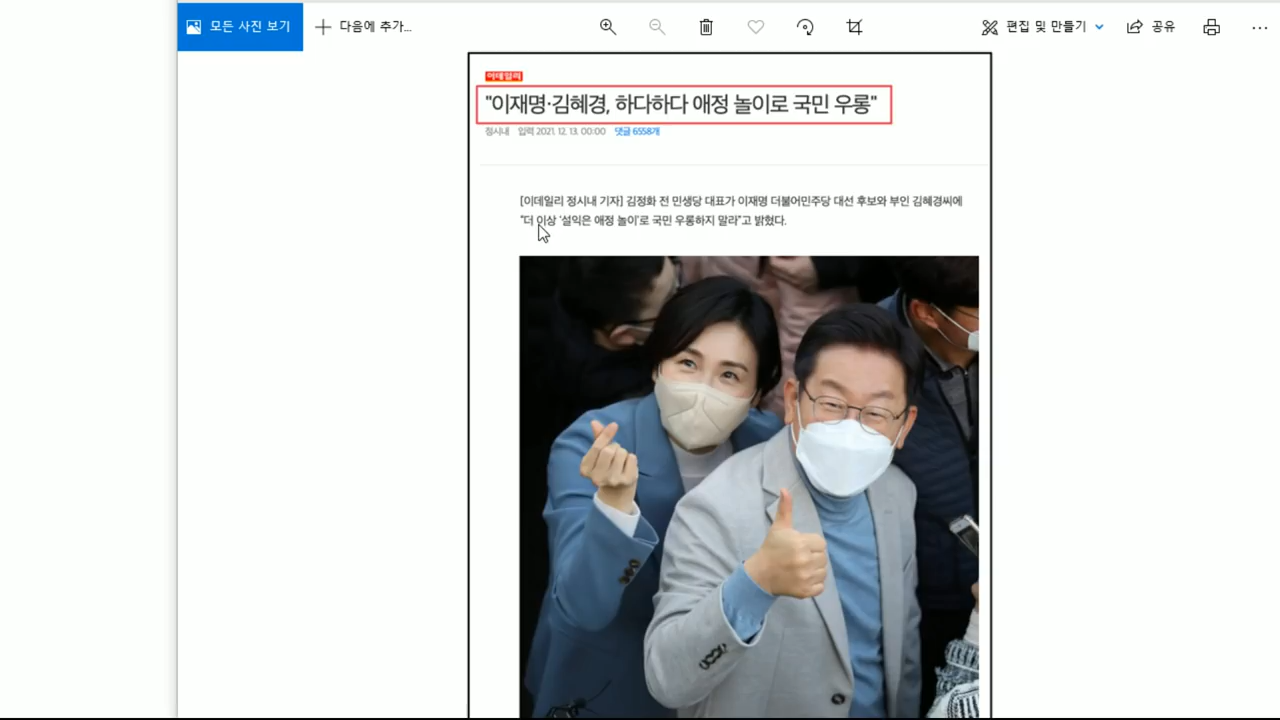 모든 사진 보기
다음에 추가...
편집 및 만들기
공유
이데일리
"이재명·김혜경, 하다하다 애정 놀이로 국민 우롱"
정시내 입력 2021. 12. 13. 00:00 댓글 6558개
[이데일리 정시내 기자] 김정화 전 민생당 대표가 이재명 더불어민주당 대선 후보와 부인 김혜경씨에
"더 이상 '설익은 애정 놀이'로 국민 우롱하지 말라"고 밝혔다.